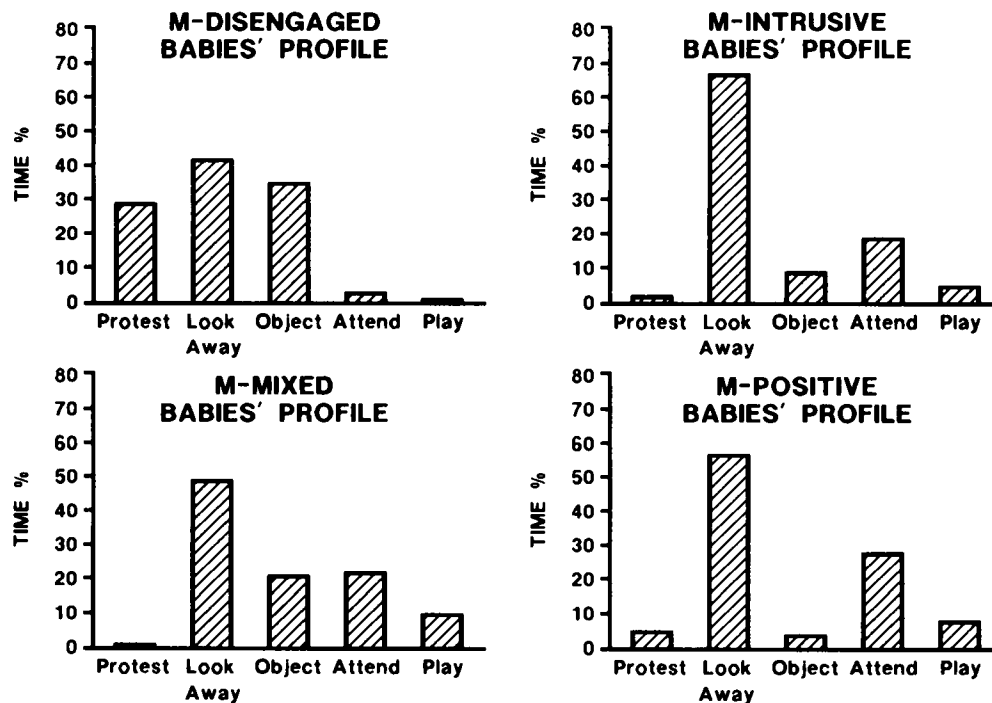 M-DISENGAGED
BABIES' PROFILE
80
70
60
50
40
30
20
10
0
TIME %
Protest Look Object Attend Play
Away
M-INTRUSIVE
BABIES' PROFILE
80
70
60
50
40
30
20
10
0
TIME %
Protest Look Object Attend Play
Away
M-MIXED
BABIES' PROFILE
80
70
60
50
40
30
20
10
0
TIME %
Protest Look Object Attend Play
Away
M-POSITIVE
BABIES' PROFILE
80
70
60
50
40
30
20
10
0
TIME %
Protest Look Object Attend Play
Away